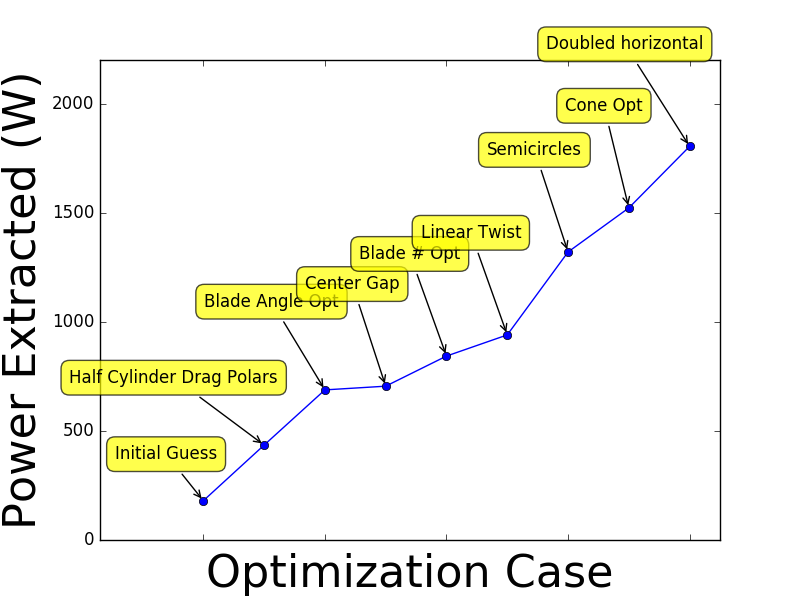 Doubled horizontal
Cone Opt
Semicircles
Linear Twist
Blade # Opt
Center Gap
Blade Angle Opt
Half Cylinder Drag Polars
Initial Guess
2000
1500
1000
500
0
Power Extracted (W)
Optimization Case